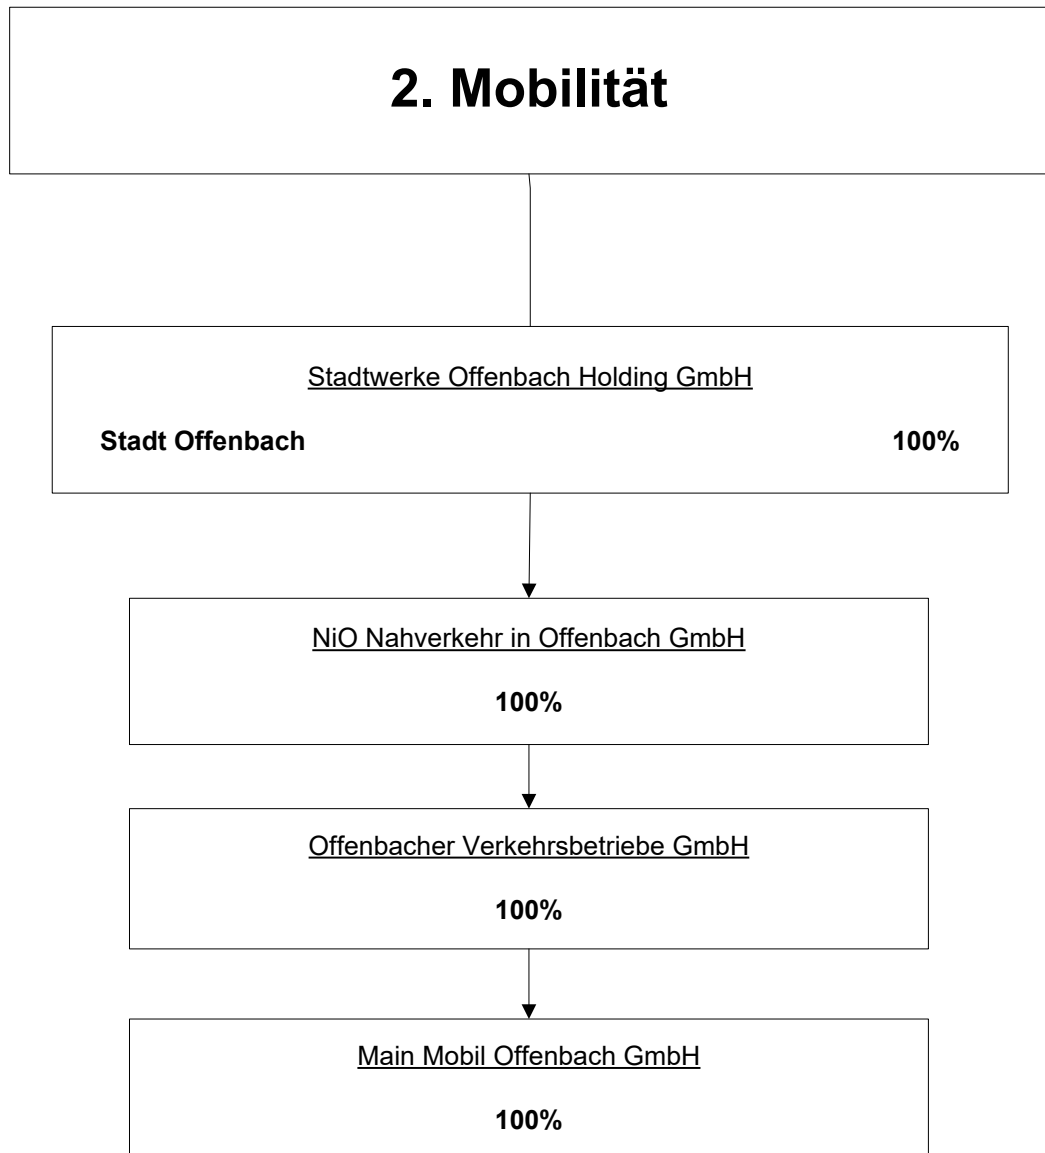 2. Mobilität
Stadtwerke Offenbach Holding GmbH
Stadt Offenbach 100%
NiO Nahverkehr in Offenbach GmbH
100%
Offenbacher Verkehrsbetriebe GmbH
100%
Main Mobil Offenbach GmbH
100%